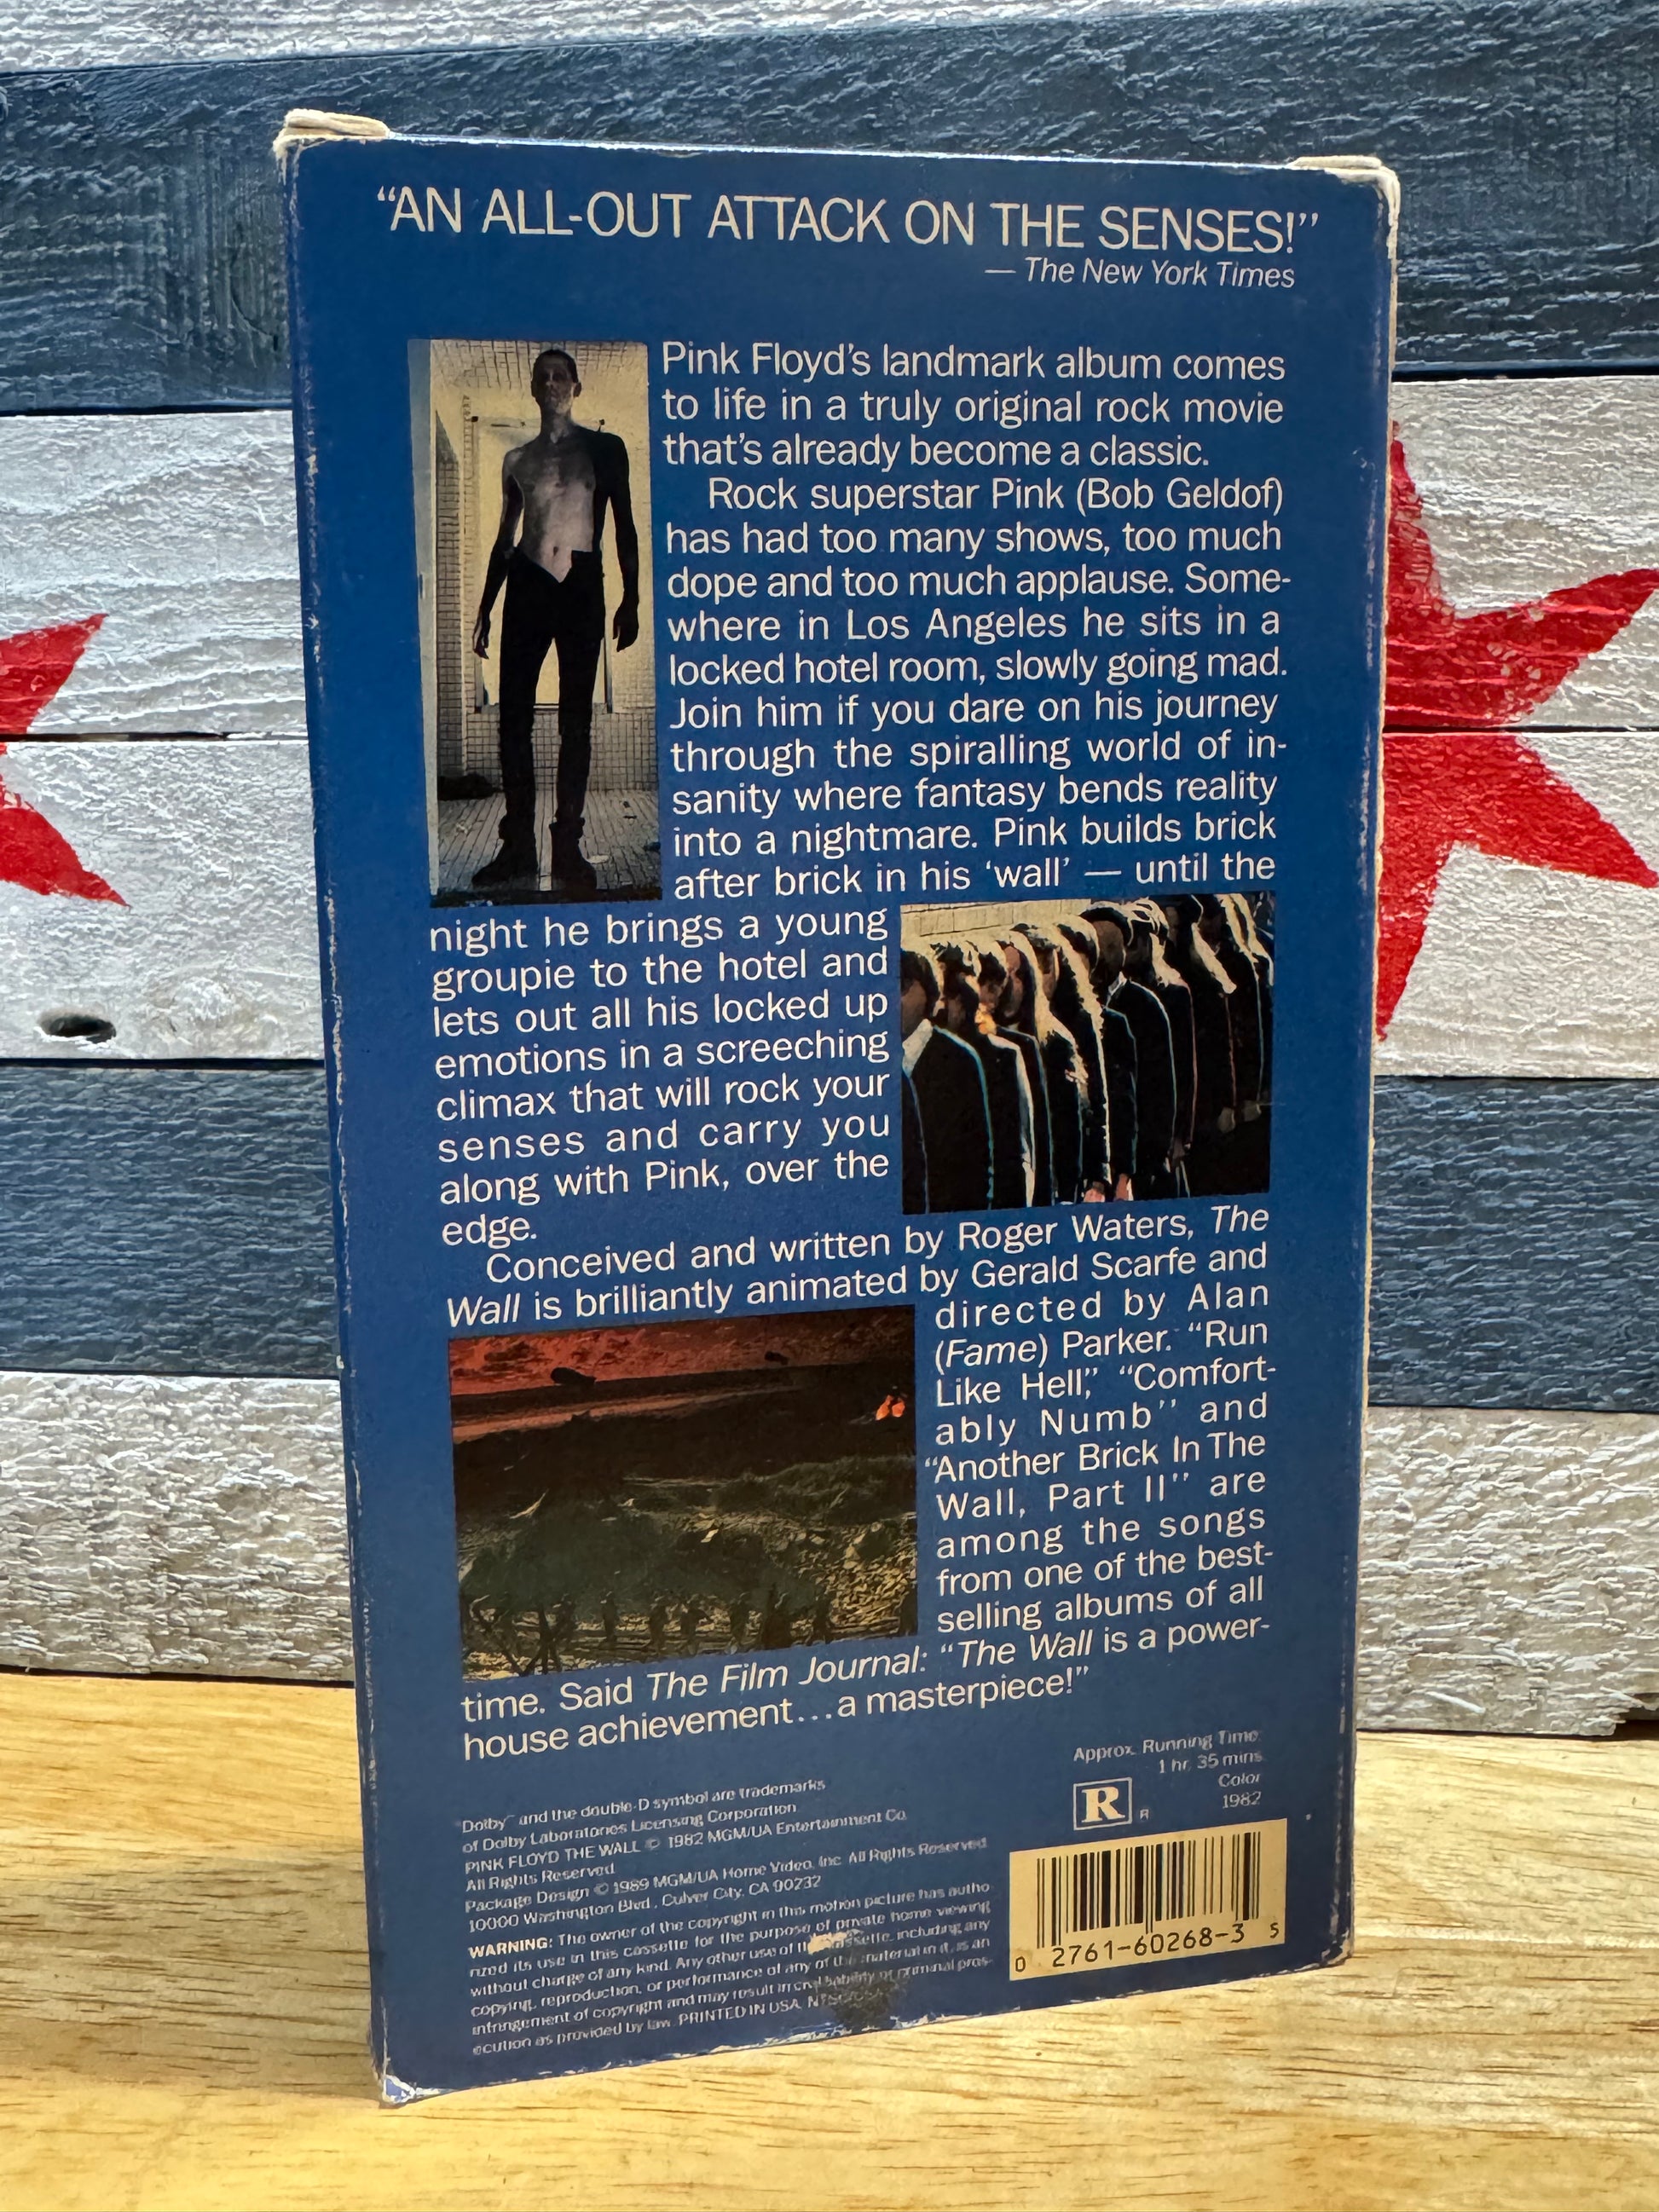 “AN ALL-OUT ATTACK ON THE SENSES!”
— The New York Times
Pink Floyd’s landmark album comes
to life in a truly original rock movie
that’s already become a classic.
Rock superstar Pink (Bob Geldof)
has had too many shows, too much
dope and too much applause. Some-
where in Los Angeles he sits in a
locked hotel room, slowly going mad.
Join him if you dare on his journey
through the spiralling world of in-
sanity where fantasy bends reality
into a nightmare. Pink builds brick
after brick in his ‘wall’ — until the
night he brings a young
groupie to the hotel and
lets out all his locked up
emotions in a screeching
climax that will rock your
senses and carry you
along with Pink, over the
edge.
Conceived and written by Roger Waters, The
Wall is brilliantly animated by Gerald Scarfe and
directed by Alan
(Fame) Parker. “Run
Like Hell,” “Comfort-
ably Numb” and
“Another Brick In The
Wall, Part II” are
among the songs
from one of the best-
selling albums of all
time. Said The Film Journal: “The Wall is a power-
house achievement...a masterpiece!”
Approx. Running Time:
1 hr. 35 mins.
Color
1982
R
R
Dolby™ and the double-D symbol are trademarks
of Dolby Laboratories Licensing Corporation.
PINK FLOYD THE WALL © 1982 MGM/UA Entertainment Co.
All Rights Reserved.
Package Design © 1989 MGM/UA Home Video, Inc. All Rights Reserved.
10000 Washington Blvd., Culver City, CA 90232
WARNING: The owner of the copyright in this motion picture has autho-
rized its use in this cassette for the purpose of private home viewing
without charge of any kind. Any other use of including any
copying, reproduction, or performance of any of the material in it, is an
infringement of copyright and may result in civil liability or criminal pros-
ecution as provided by law. PRINTED IN USA.
0 2761-60268-3 5